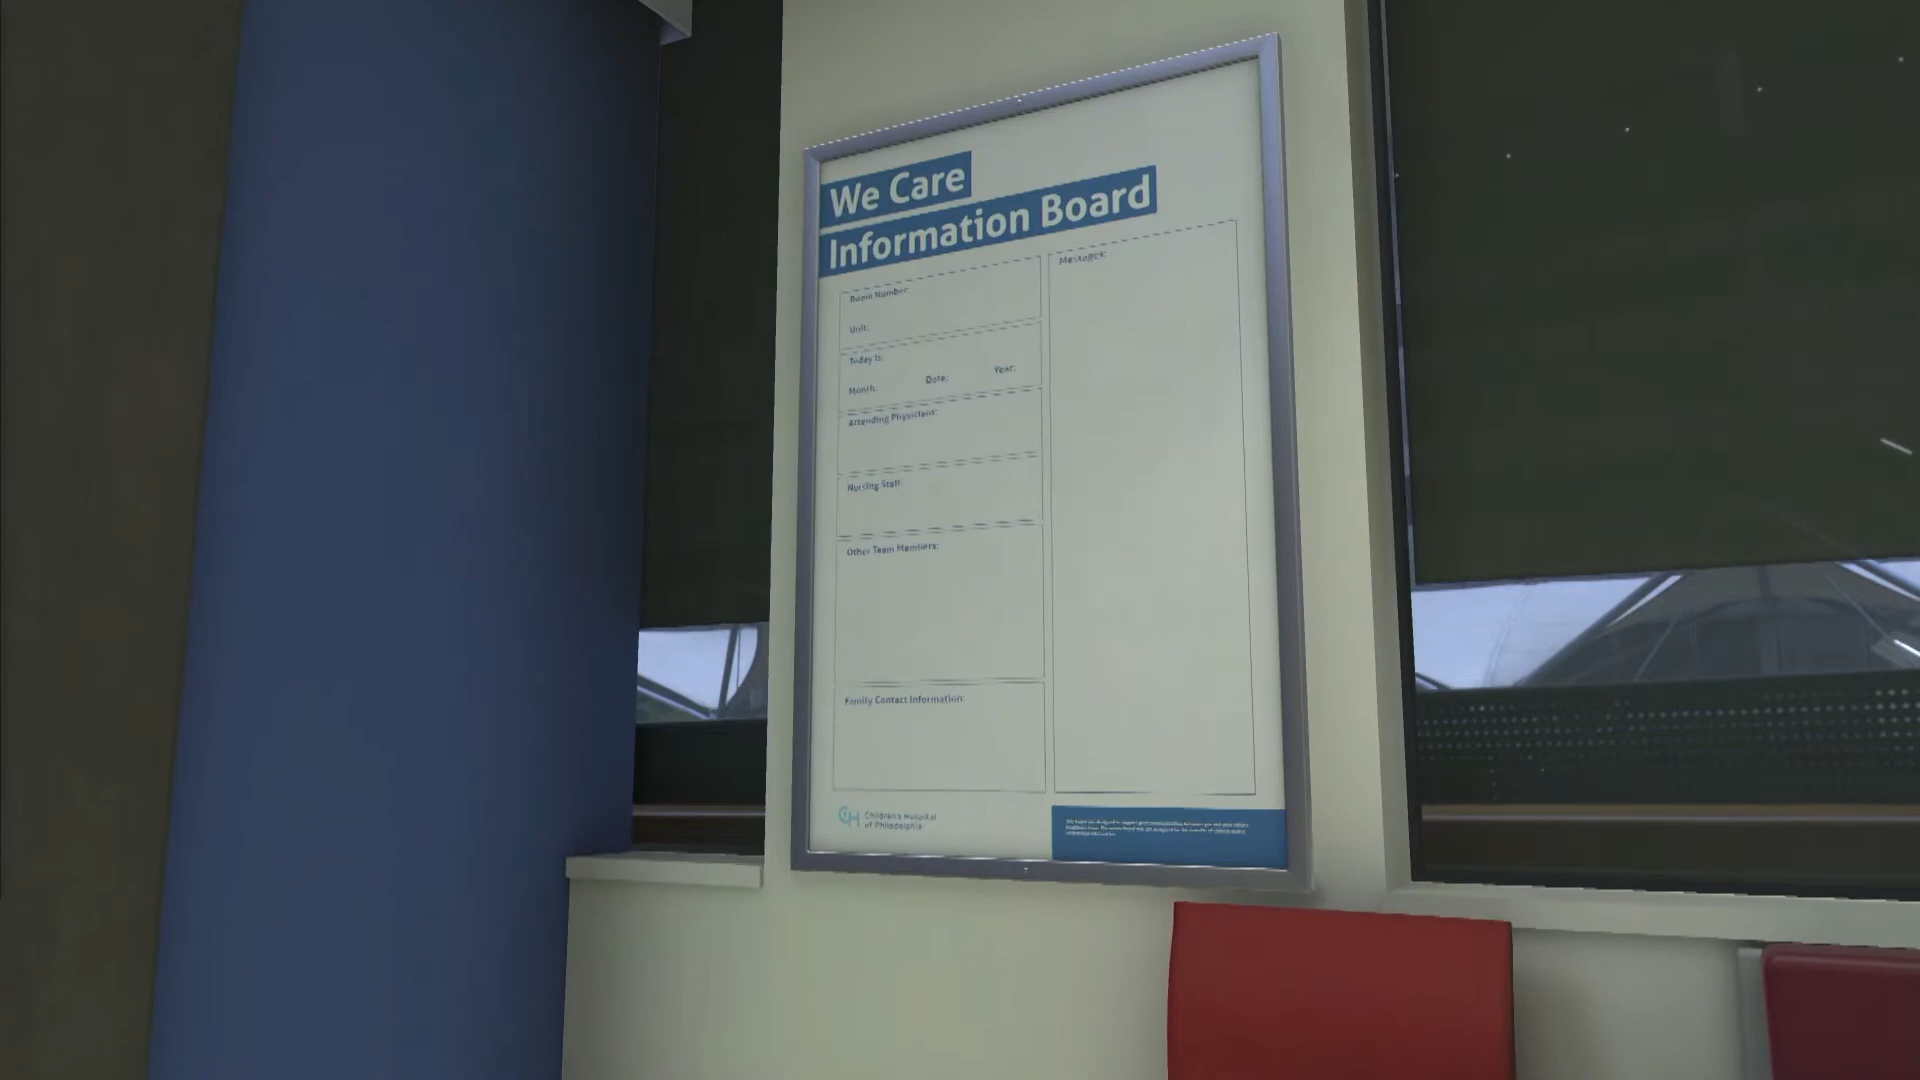 We Care
Information Board
Room Number:
Unit:
Today Is:
Month: Date: Year:
Attending Physicians:
Nursing Staff:
Other Team Members:
Family Contact Information:
Messages:
Children's Hospital
of Philadelphia